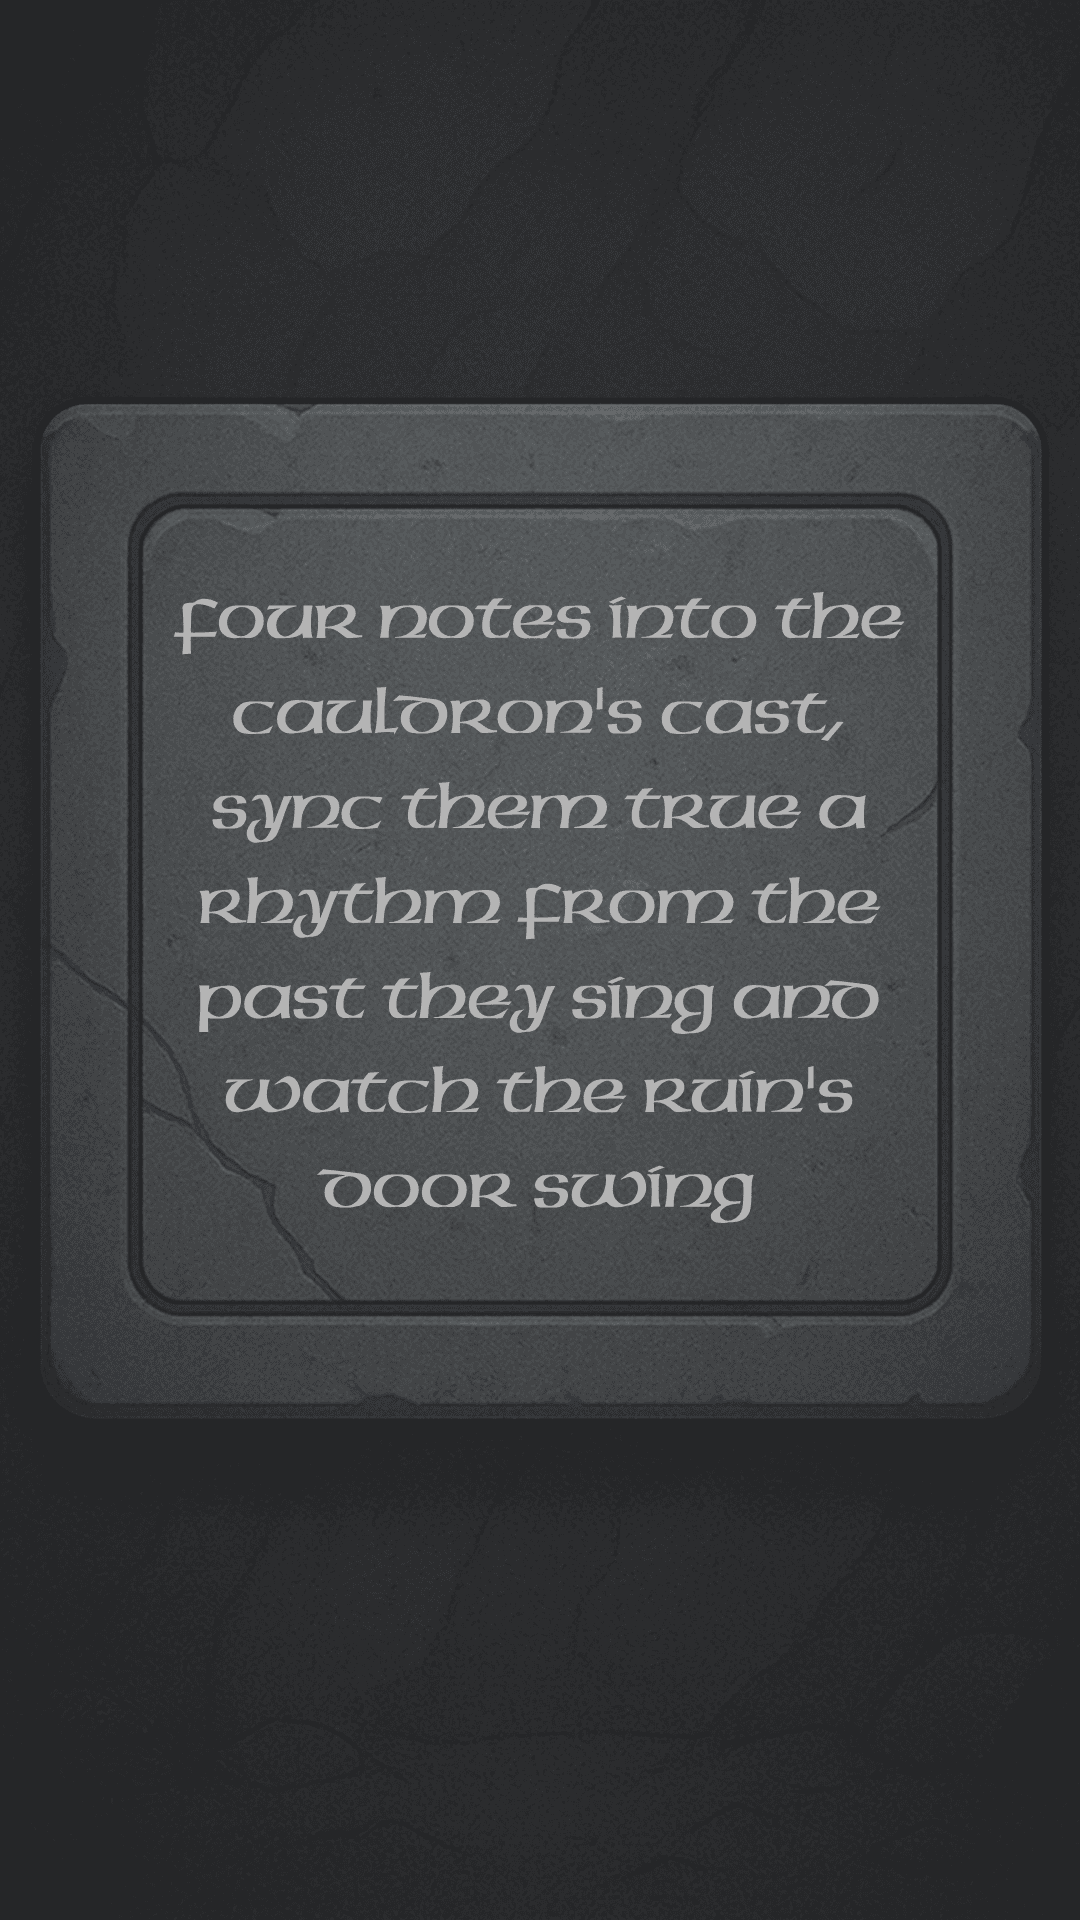 four notes into the
cauldron's cast,
sync them true a
rhythm from the
past they sing and
watch the ruin's
door swing